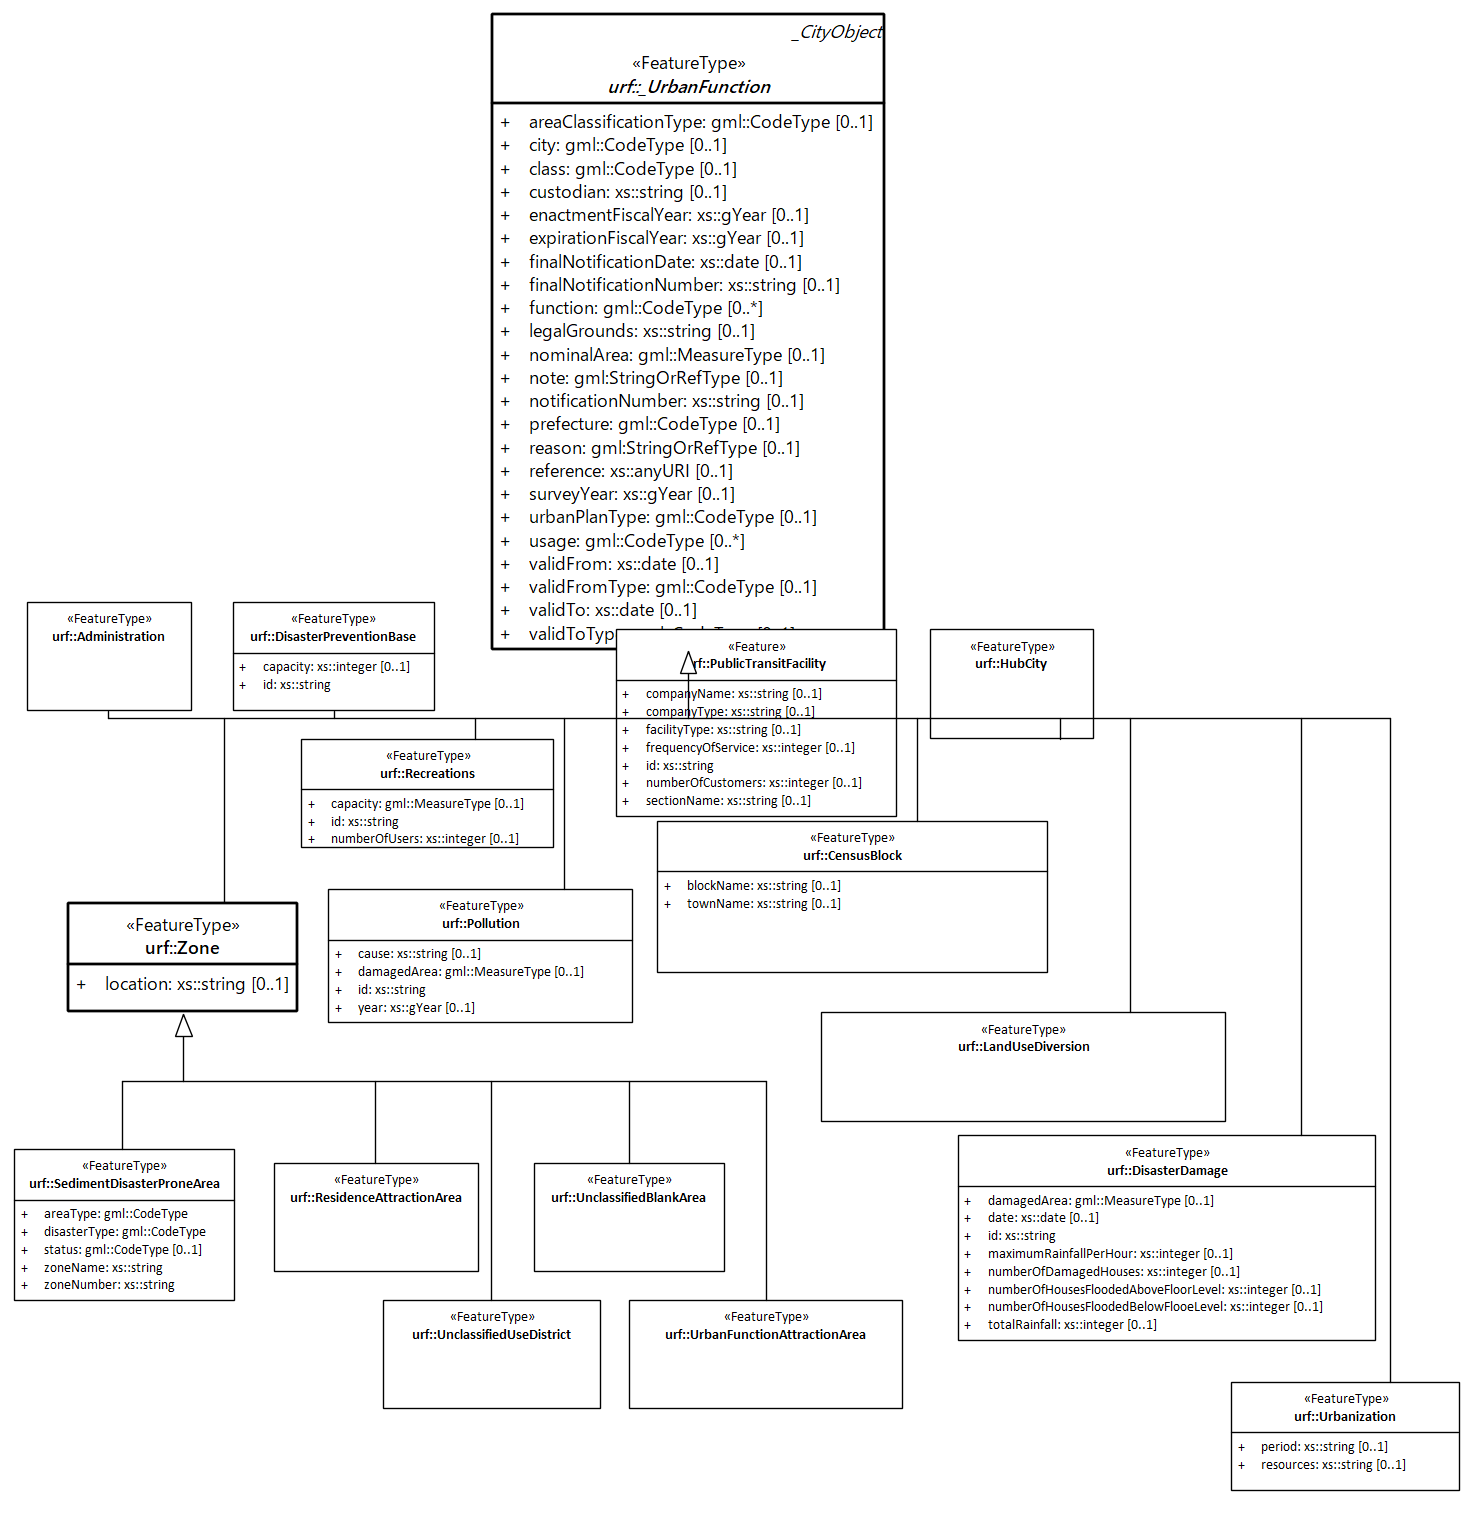 _CityObject
«FeatureType»
urf::_UrbanFunction
+ areaClassificationType: gml::CodeType [0..1]
+ city: gml::CodeType [0..1]
+ class: gml::CodeType [0..1]
+ custodian: xs::string [0..1]
+ enactmentFiscalYear: xs::gYear [0..1]
+ expirationFiscalYear: xs::gYear [0..1]
+ finalNotificationDate: xs::date [0..1]
+ finalNotificationNumber: xs::string [0..1]
+ function: gml::CodeType [0..*]
+ legalGrounds: xs::string [0..1]
+ nominalArea: gml::MeasureType [0..1]
+ note: gml:StringOrRefType [0..1]
+ notificationNumber: xs::string [0..1]
+ prefecture: gml::CodeType [0..1]
+ reason: gml:StringOrRefType [0..1]
+ reference: xs::anyURI [0..1]
+ surveyYear: xs::gYear [0..1]
+ urbanPlanType: gml::CodeType [0..1]
+ usage: gml::CodeType [0..*]
+ validFrom: xs::date [0..1]
+ validFromType: gml::CodeType [0..1]
+ validTo: xs::date [0..1]
+
«FeatureType»
urf::Administration
«FeatureType»
urf::DisasterPreventionBase
+ capacity: xs::integer [0..1]
+ id: xs::string
«Feature»
rf::PublicTransitFacility
+ companyName: xs::string [0..1]
+ companyType: xs::string [0..1]
+ facilityType: xs::string [0..1]
+ frequencyOfService: xs::integer [0..1]
+ id: xs::string
+ numberOfCustomers: xs::integer [0..1]
+ sectionName: xs::string [0..1]
«FeatureType»
urf::HubCity
«FeatureType»
urf::Recreations
+ capacity: gml::MeasureType [0..1]
+ id: xs::string
+ numberOfUsers: xs::integer [0..1]
«FeatureType»
urf::CensusBlock
+ blockName: xs::string [0..1]
+ townName: xs::string [0..1]
«FeatureType»
urf::Zone
+ location: xs::string [0..1]
«FeatureType»
urf::Pollution
+ cause: xs::string [0..1]
+ damagedArea: gml::MeasureType [0..1]
+ id: xs::string
+ year: xs::gYear [0..1]
«FeatureType»
urf::LandUseDiversion
«FeatureType»
urf::SedimentDisasterProneArea
+ areaType: gml::CodeType
+ disasterType: gml::CodeType
+ status: gml::CodeType [0..1]
+ zoneName: xs::string
+ zoneNumber: xs::string
«FeatureType»
urf::ResidenceAttractionArea
«FeatureType»
urf::UnclassifiedBlankArea
«FeatureType»
urf::DisasterDamage
+ damagedArea: gml::MeasureType [0..1]
+ date: xs::date [0..1]
+ id: xs::string
+ maximumRainfallPerHour: xs::integer [0..1]
+ numberOfDamagedHouses: xs::integer [0..1]
+ numberOfHousesFloodedAboveFloorLevel: xs::integer [0..1]
+ numberOfHousesFloodedBelowFlooeLevel: xs::integer [0..1]
+ totalRainfall: xs::integer [0..1]
«FeatureType»
urf::UnclassifiedUseDistrict
«FeatureType»
urf::UrbanFunctionAttractionArea
«FeatureType»
urf::Urbanization
+ period: xs::string [0..1]
+ resources: xs::string [0..1]